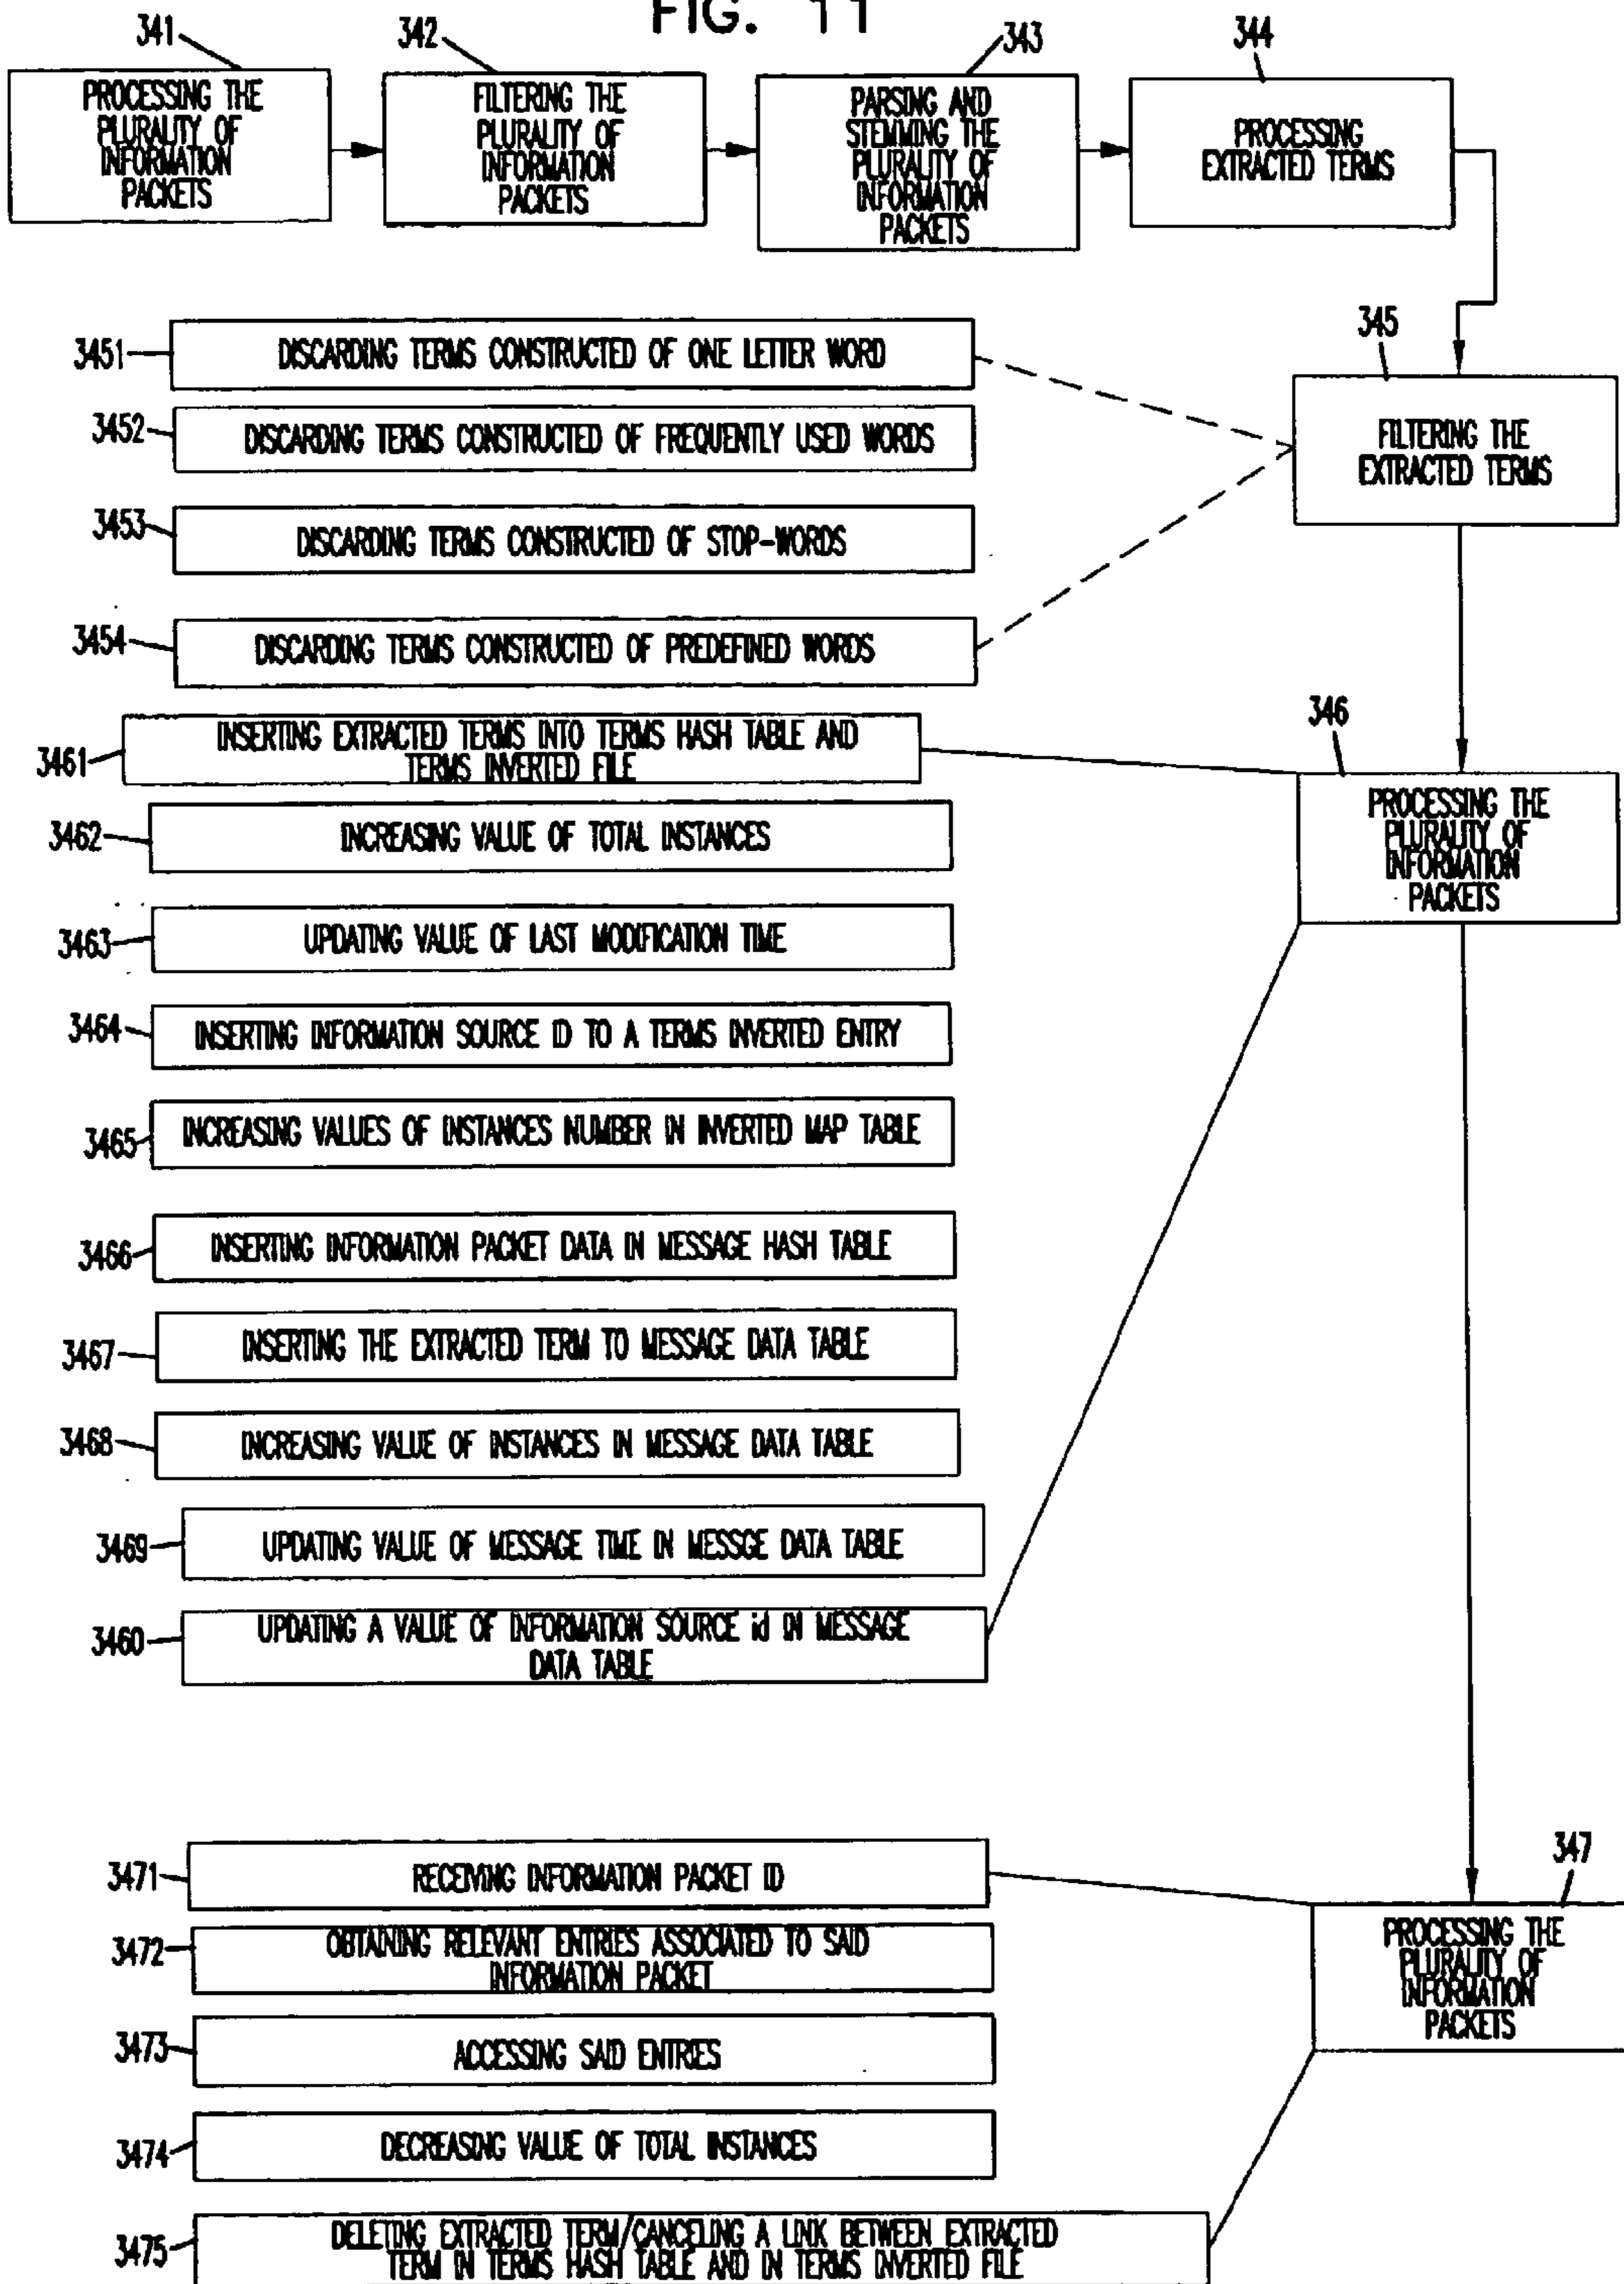 FIG. 11
341
PROCESSING THE
PLURALITY OF
INFORMATION
PACKETS
342
FILTERING THE
PLURALITY OF
INFORMATION
PACKETS
343
PARSING AND
STEMMING THE
PLURALITY OF
INFORMATION
PACKETS
344
PROCESSING
EXTRACTED TERMS
345
FILTERING THE
EXTRACTED TERMS
3451
DISCARDING TERMS CONSTRUCTED OF ONE LETTER WORD
3452
DISCARDING TERMS CONSTRUCTED OF FREQUENTLY USED WORDS
3453
DISCARDING TERMS CONSTRUCTED OF STOP-WORDS
3454
DISCARDING TERMS CONSTRUCTED OF PREDEFINED WORDS
346
PROCESSING THE
PLURALITY OF
INFORMATION
PACKETS
3461
INSERTING EXTRACTED TERMS INTO TERMS HASH TABLE AND
TERMS INVERTED FILE
3462
INCREASING VALUE OF TOTAL INSTANCES
3463
UPDATING VALUE OF LAST MODIFICATION TIME
3464
INSERTING INFORMATION SOURCE ID TO A TERMS INVERTED ENTRY
3465
INCREASING VALUES OF INSTANCES NUMBER IN INVERTED MAP TABLE
3466
INSERTING INFORMATION PACKET DATA IN MESSAGE HASH TABLE
3467
INSERTING THE EXTRACTED TERM TO MESSAGE DATA TABLE
3468
INCREASING VALUE OF INSTANCES IN MESSAGE DATA TABLE
3469
UPDATING VALUE OF MESSAGE TIME IN MESSGE DATA TABLE
3460
UPDATING A VALUE OF INFORMATION SOURCE id IN MESSAGE
DATA TABLE
347
PROCESSING THE
PLURALITY OF
INFORMATION
PACKETS
3471
RECEIVING INFORMATION PACKET ID
3472
OBTAINING RELEVANT ENTRIES ASSOCIATED TO SAID
INFORMATION PACKET
3473
ACCESSING SAID ENTRIES
3474
DECREASING VALUE OF TOTAL INSTANCES
3475
DELETING EXTRACTED TERM/CANCELING A LINK BETWEEN EXTRACTED
TERM IN TERMS HASH TABLE AND IN TERMS INVERTED FILE